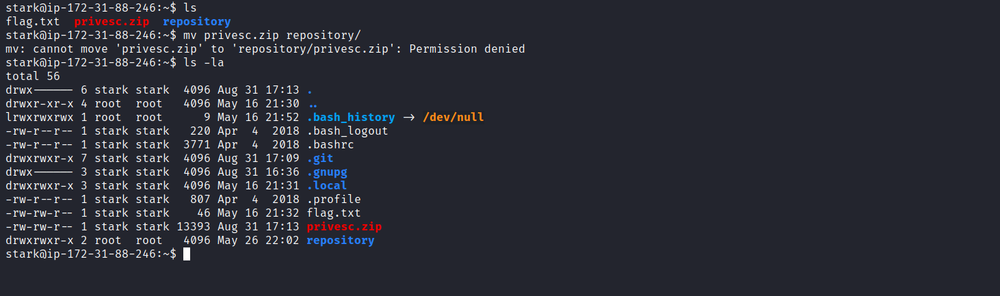 stark@ip-172-31-88-246:~$ ls
flag.txt  privesc.zip  repository
stark@ip-172-31-88-246:~$ mv privesc.zip repository/
mv: cannot move 'privesc.zip' to 'repository/privesc.zip': Permission denied
stark@ip-172-31-88-246:~$ ls -la
total 56
drwx------ 6 stark stark  4096 Aug 31 17:13 .
drwxr-xr-x 4 root  root   4096 May 16 21:30 ..
lrwxrwxrwx 1 root  root      9 May 16 21:52 .bash_history -> /dev/null
-rw-r--r-- 1 stark stark   220 Apr  4  2018 .bash_logout
-rw-r--r-- 1 stark stark  3771 Apr  4  2018 .bashrc
drwxrwxr-x 7 stark stark  4096 Aug 31 17:09 .git
drwx------ 3 stark stark  4096 Aug 31 16:36 .gnupg
drwxrwxr-x 3 stark stark  4096 May 16 21:31 .local
-rw-r--r-- 1 stark stark   807 Apr  4  2018 .profile
-rw-rw-r-- 1 stark stark    46 May 16 21:32 flag.txt
-rw-rw-r-- 1 stark stark 13393 Aug 31 17:13 privesc.zip
drwxrwxr-x 2 root  root   4096 May 26 22:02 repository
stark@ip-172-31-88-246:~$